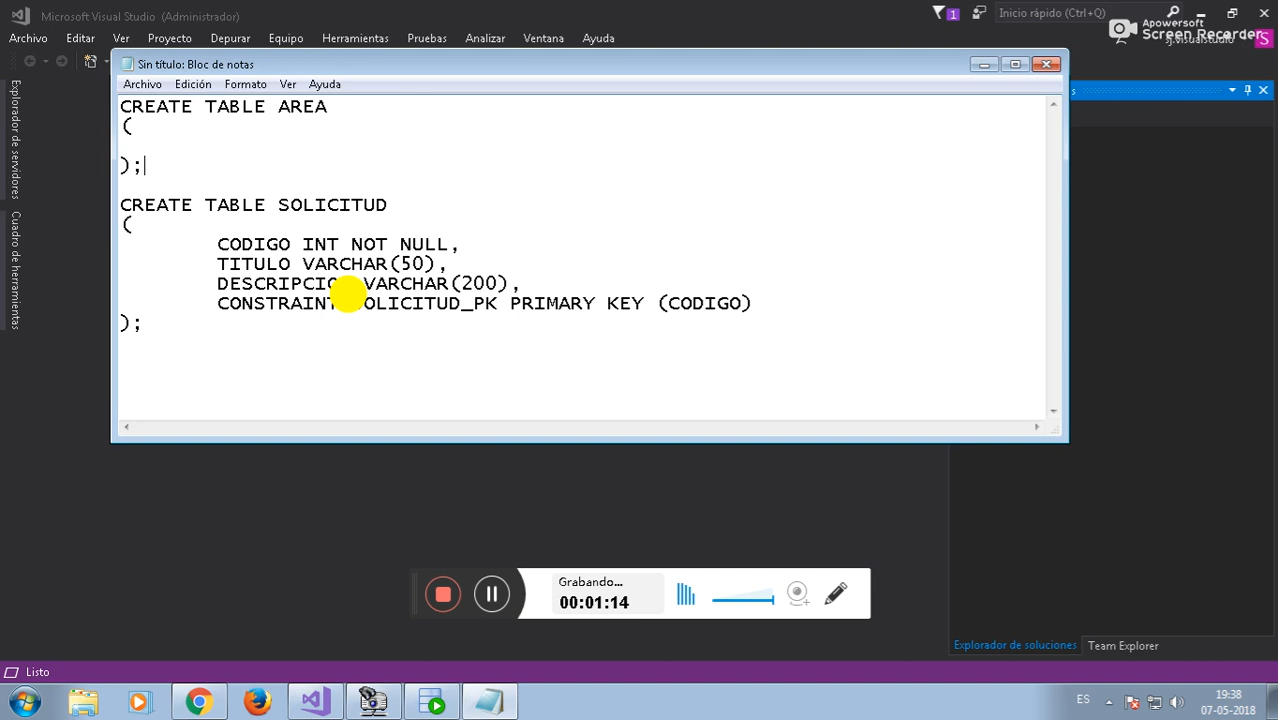 Microsoft Visual Studio (Administrador)
1
Inicio rápido (Ctrl+Q)
Apowersoft
Screen Recorder
Archivo Editar Ver Proyecto Depurar Equipo Herramientas Pruebas Analizar Ventana Ayuda
S
Sin título: Bloc de notas
Archivo Edición Formato Ver Ayuda
CREATE TABLE AREA
(
);
CREATE TABLE SOLICITUD
(
CODIGO INT NOT NULL,
TITULO VARCHAR(50),
DESCRIPCION VARCHAR(200),
CONSTRAINT SOLICITUD_PK PRIMARY KEY (CODIGO)
);
Explorador de servidores
Cuadro de herramientas
Grabando...
00:01:14
Explorador de soluciones Team Explorer
Listo
ES
19:38
07-05-2018